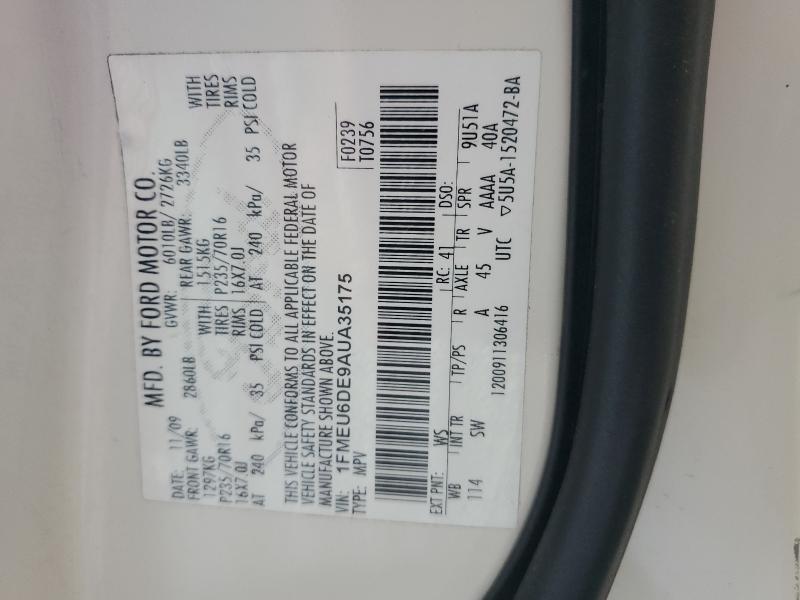 MFD. BY FORD MOTOR CO.
DATE: 11/09 GVWR: 6010LB/ 2726KG
FRONT GAWR: 2860LB REAR GAWR: 3340LB
1297KG WITH 1515KG WITH
P235/70R16 TIRES P235/70R16 TIRES
16X7.0J RIMS 16X7.0J RIMS
AT 240 kPa/ 35 PSI COLD AT 240 kPa/ 35 PSI COLD
THIS VEHICLE CONFORMS TO ALL APPLICABLE FEDERAL MOTOR
VEHICLE SAFETY STANDARDS IN EFFECT ON THE DATE OF
MANUFACTURE SHOWN ABOVE.
VIN: 1FMEU6DE9AUA35175 F0239
TYPE: MPV T0756
EXT PNT: WS RC: 41 DSO:
WB INT TR TP/PS R AXLE TR SPR 9U51A
114 SW A 45 V AAAA 40A
1200911306416 UTC ▽5U5A-1520472-BA